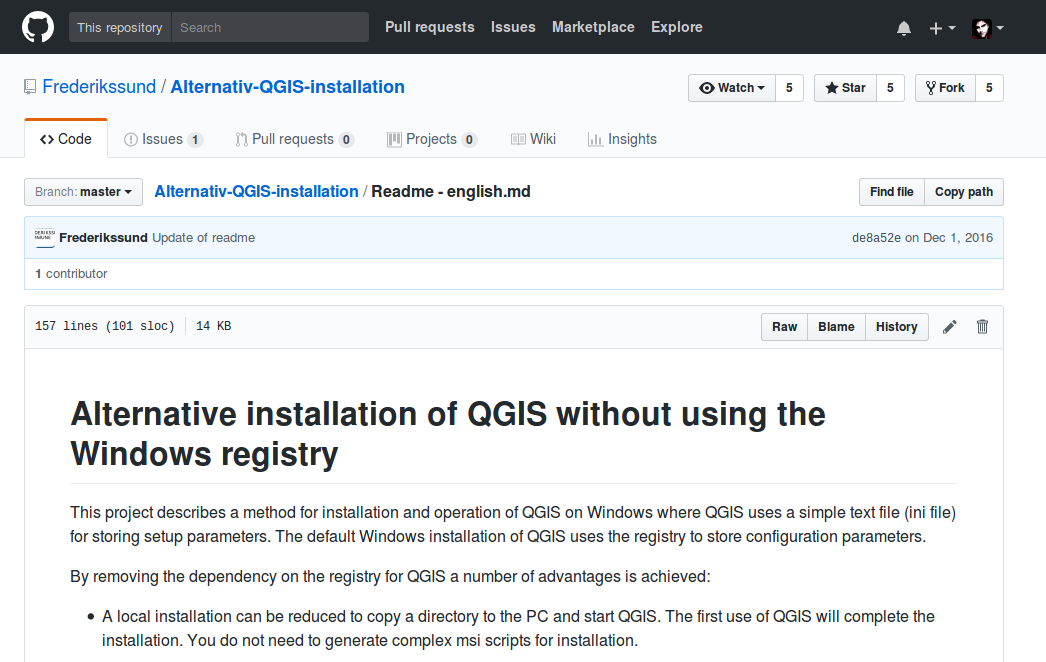 This repository Search Pull requests Issues Marketplace Explore
Frederikssund / Alternativ-QGIS-installation Watch 5 Star 5 Fork 5
Code Issues 1 Pull requests 0 Projects 0 Wiki Insights
Branch: master Alternativ-QGIS-installation / Readme - english.md Find file Copy path
Frederikssund Update of readme de8a52e on Dec 1, 2016
1 contributor
157 lines (101 sloc) 14 KB Raw Blame History
Alternative installation of QGIS without using the
Windows registry
This project describes a method for installation and operation of QGIS on Windows where QGIS uses a simple text file (ini file)
for storing setup parameters. The default Windows installation of QGIS uses the registry to store configuration parameters.
By removing the dependency on the registry for QGIS a number of advantages is achieved:
• A local installation can be reduced to copy a directory to the PC and start QGIS. The first use of QGIS will complete the
installation. You do not need to generate complex msi scripts for installation.